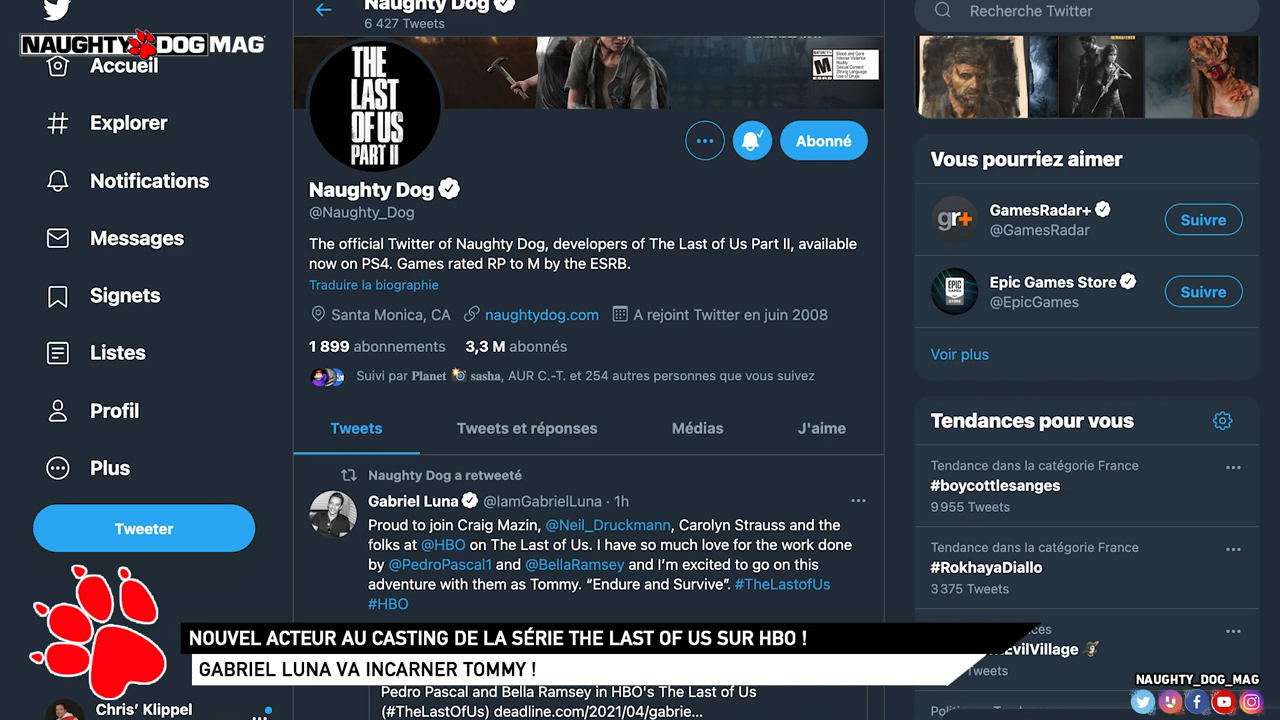 NAUGHTY DOG MAG
Accueil
Explorer
Notifications
Messages
Signets
Listes
Profil
Plus
Tweeter
Chris' Klippel
Naughty Dog
6 427 Tweets
THE
LAST
OF US
PART II
M
Abonné
Naughty Dog
@Naughty_Dog
The official Twitter of Naughty Dog, developers of The Last of Us Part II, available
now on PS4. Games rated RP to M by the ESRB.
Traduire la biographie
Santa Monica, CA naughtydog.com A rejoint Twitter en juin 2008
1 899 abonnements 3,3 M abonnés
Suivi par Planet sasha, AUR C.-T. et 254 autres personnes que vous suivez
Tweets Tweets et réponses Médias J'aime
Naughty Dog a retweeté
Gabriel Luna @IamGabrielLuna · 1h
Proud to join Craig Mazin, @Neil_Druckmann, Carolyn Strauss and the
folks at @HBO on The Last of Us. I have so much love for the work done
by @PedroPascal1 and @BellaRamsey and I'm excited to go on this
adventure with them as Tommy. "Endure and Survive". #TheLastofUs
#HBO
NOUVEL ACTEUR AU CASTING DE LA SÉRIE THE LAST OF US SUR HBO !
GABRIEL LUNA VA INCARNER TOMMY !
Pedro Pascal and Bella Ramsey in HBO's The Last of Us
(#TheLastOfUs) deadline.com/2021/04/gabrie...
Recherche Twitter
Vous pourriez aimer
gr+
GamesRadar+
@GamesRadar
Suivre
EPIC
GAMES
Epic Games Store
@EpicGames
Suivre
Voir plus
Tendances pour vous
Tendance dans la catégorie France
#boycottlesanges
9 955 Tweets
Tendance dans la catégorie France
#RokhayaDiallo
3 375 Tweets
ces
EvilVillage
Tweets
NAUGHTY_DOG_MAG